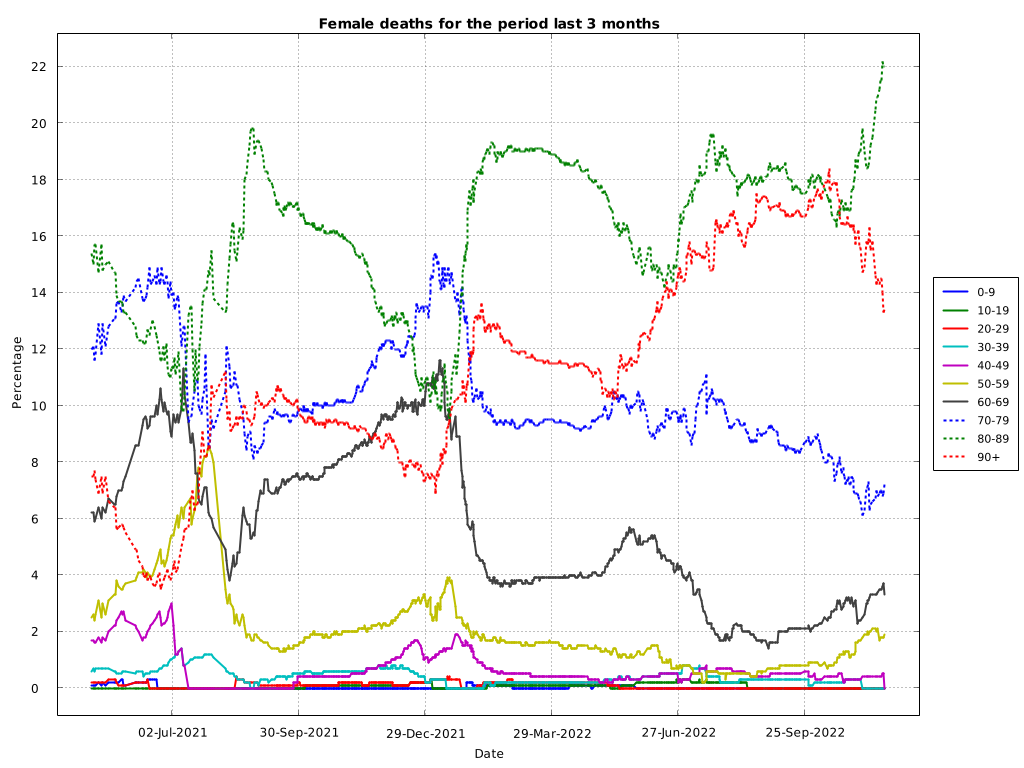 Female deaths for the period last 3 months
Percentage
22
20
18
16
14
12
10
8
6
4
2
0
02-Jul-2021
30-Sep-2021
29-Dec-2021
29-Mar-2022
27-Jun-2022
25-Sep-2022
Date
0-9
10-19
20-29
30-39
40-49
50-59
60-69
70-79
80-89
90+